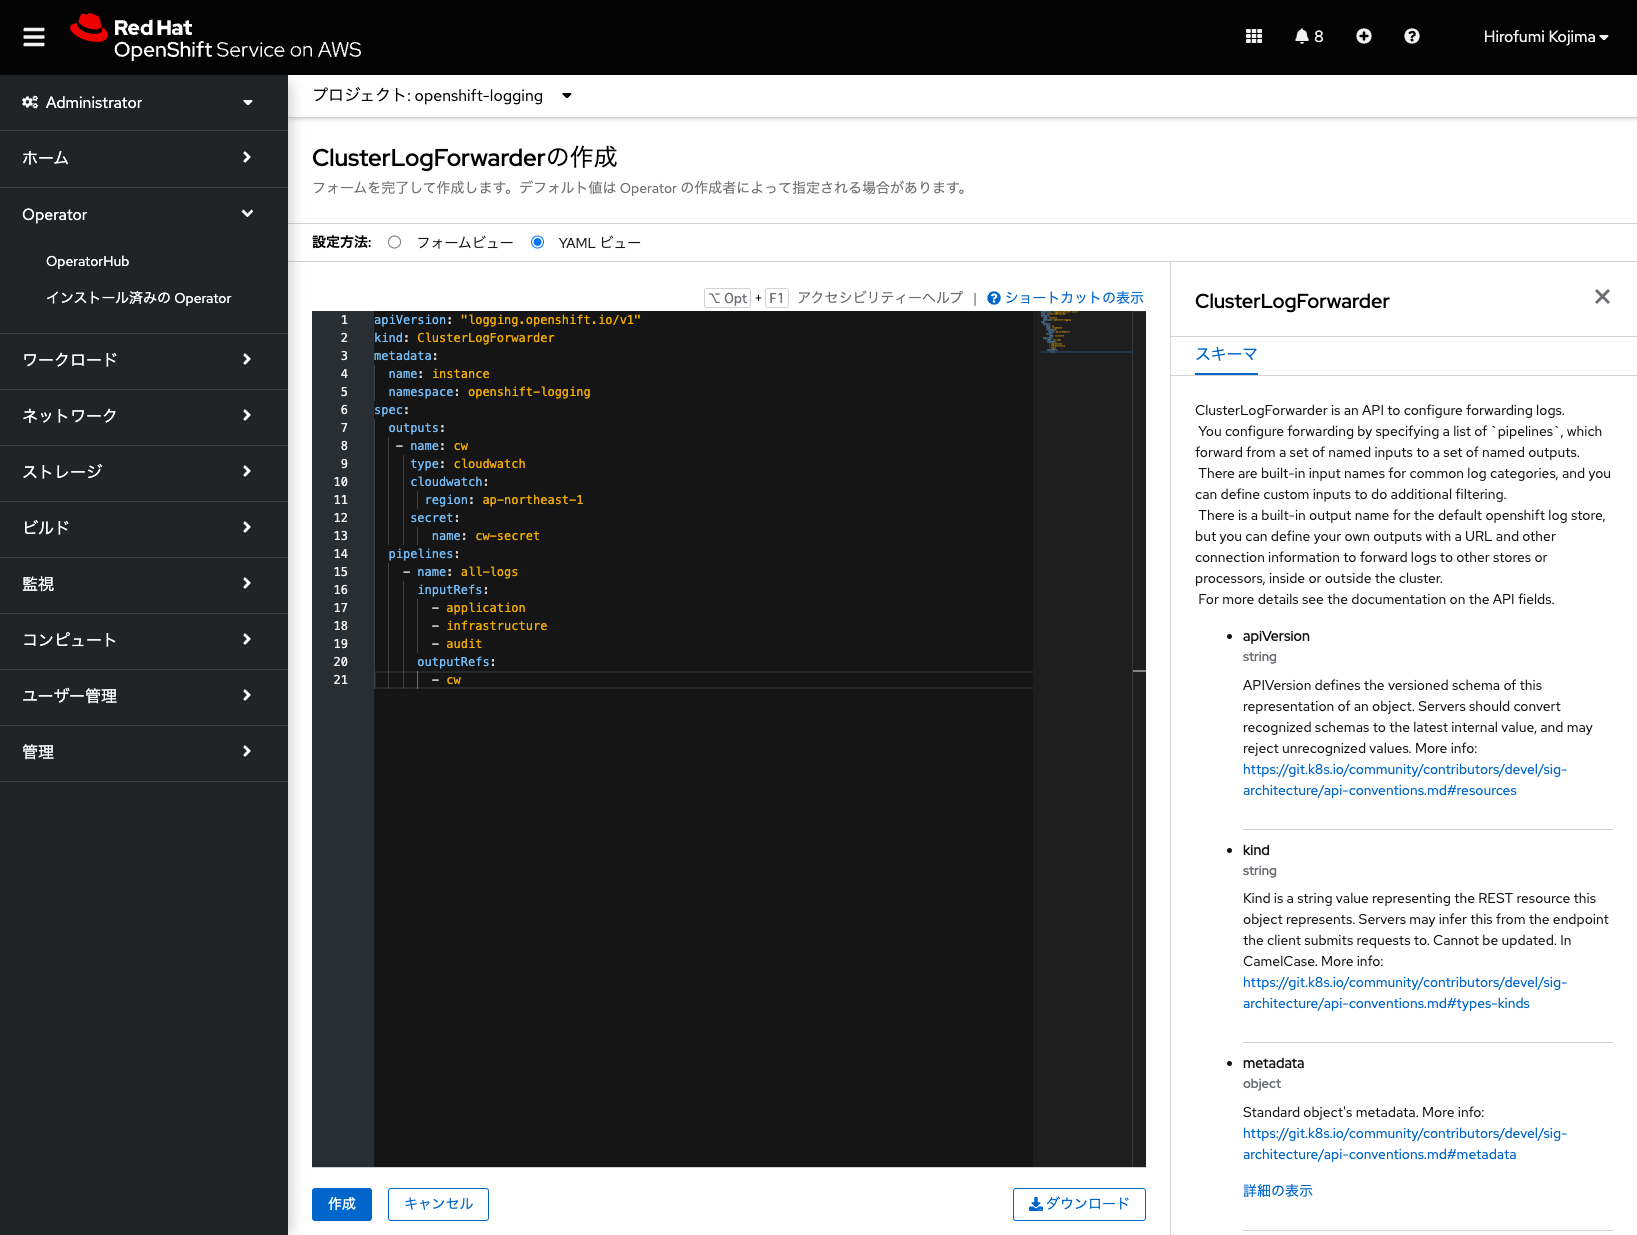 Red Hat
OpenShift Service on AWS
8
Hirofumi Kojima
Administrator
ホーム
Operator
OperatorHub
インストール済みの Operator
ワークロード
ネットワーク
ストレージ
ビルド
監視
コンピュート
ユーザー管理
管理
プロジェクト: openshift-logging
ClusterLogForwarderの作成
フォームを完了して作成します。デフォルト値は Operator の作成者によって指定される場合があります。
設定方法: フォームビュー YAML ビュー
⌥ Opt + F1 アクセシビリティーヘルプ | ショートカットの表示
1 apiVersion: "logging.openshift.io/v1"
2 kind: ClusterLogForwarder
3 metadata:
4 name: instance
5 namespace: openshift-logging
6 spec:
7 outputs:
8 - name: cw
9 type: cloudwatch
10 cloudwatch:
11 region: ap-northeast-1
12 secret:
13 name: cw-secret
14 pipelines:
15 - name: all-logs
16 inputRefs:
17 - application
18 - infrastructure
19 - audit
20 outputRefs:
21 - cw
作成
キャンセル
ダウンロード
ClusterLogForwarder
スキーマ
ClusterLogForwarder is an API to configure forwarding logs.
You configure forwarding by specifying a list of `pipelines`, which
forward from a set of named inputs to a set of named outputs.
There are built-in input names for common log categories, and you
can define custom inputs to do additional filtering.
There is a built-in output name for the default openshift log store,
but you can define your own outputs with a URL and other
connection information to forward logs to other stores or
processors, inside or outside the cluster.
For more details see the documentation on the API fields.
• apiVersion
string
APIVersion defines the versioned schema of this
representation of an object. Servers should convert
recognized schemas to the latest internal value, and may
reject unrecognized values. More info:
https://git.k8s.io/community/contributors/devel/sig-
architecture/api-conventions.md#resources
• kind
string
Kind is a string value representing the REST resource this
object represents. Servers may infer this from the endpoint
the client submits requests to. Cannot be updated. In
CamelCase. More info:
https://git.k8s.io/community/contributors/devel/sig-
architecture/api-conventions.md#types-kinds
• metadata
object
Standard object's metadata. More info:
https://git.k8s.io/community/contributors/devel/sig-
architecture/api-conventions.md#metadata
詳細の表示